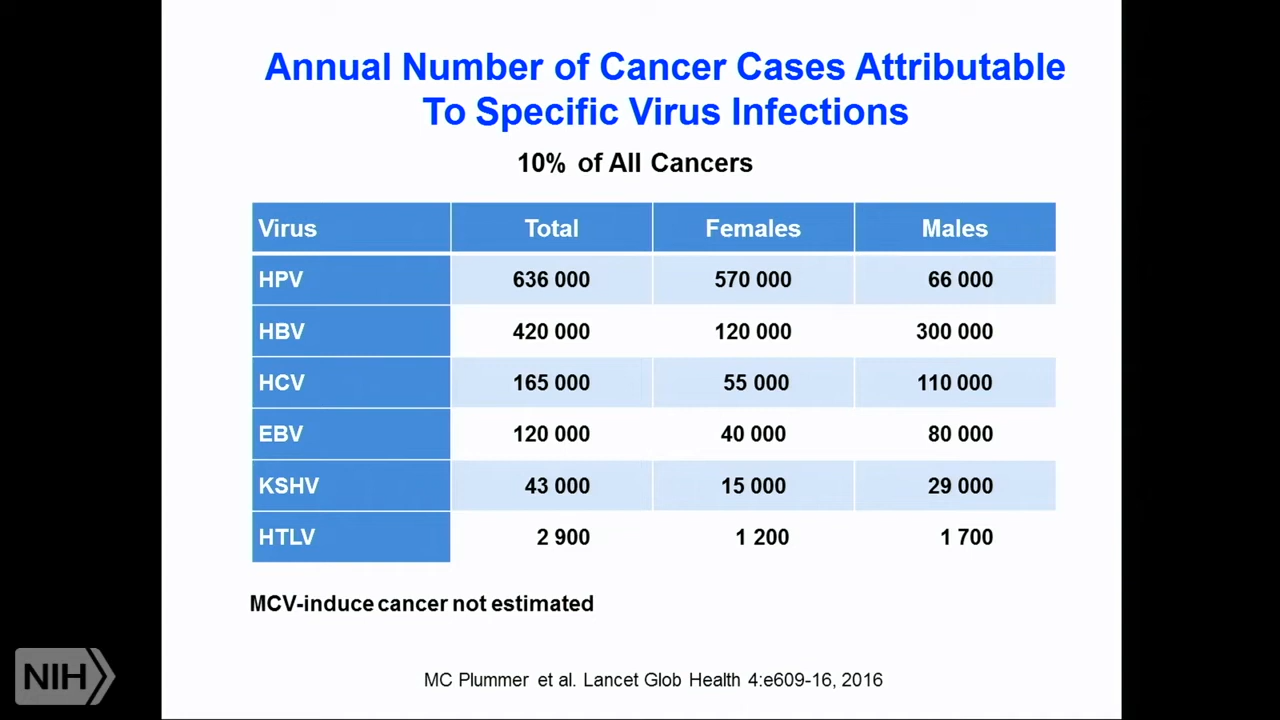 Annual Number of Cancer Cases Attributable
To Specific Virus Infections
10% of All Cancers
Virus Total Females Males
HPV 636 000 570 000 66 000
HBV 420 000 120 000 300 000
HCV 165 000 55 000 110 000
EBV 120 000 40 000 80 000
KSHV 43 000 15 000 29 000
HTLV 2 900 1 200 1 700
MCV-induce cancer not estimated
MC Plummer et al. Lancet Glob Health 4:e609-16, 2016
NIH